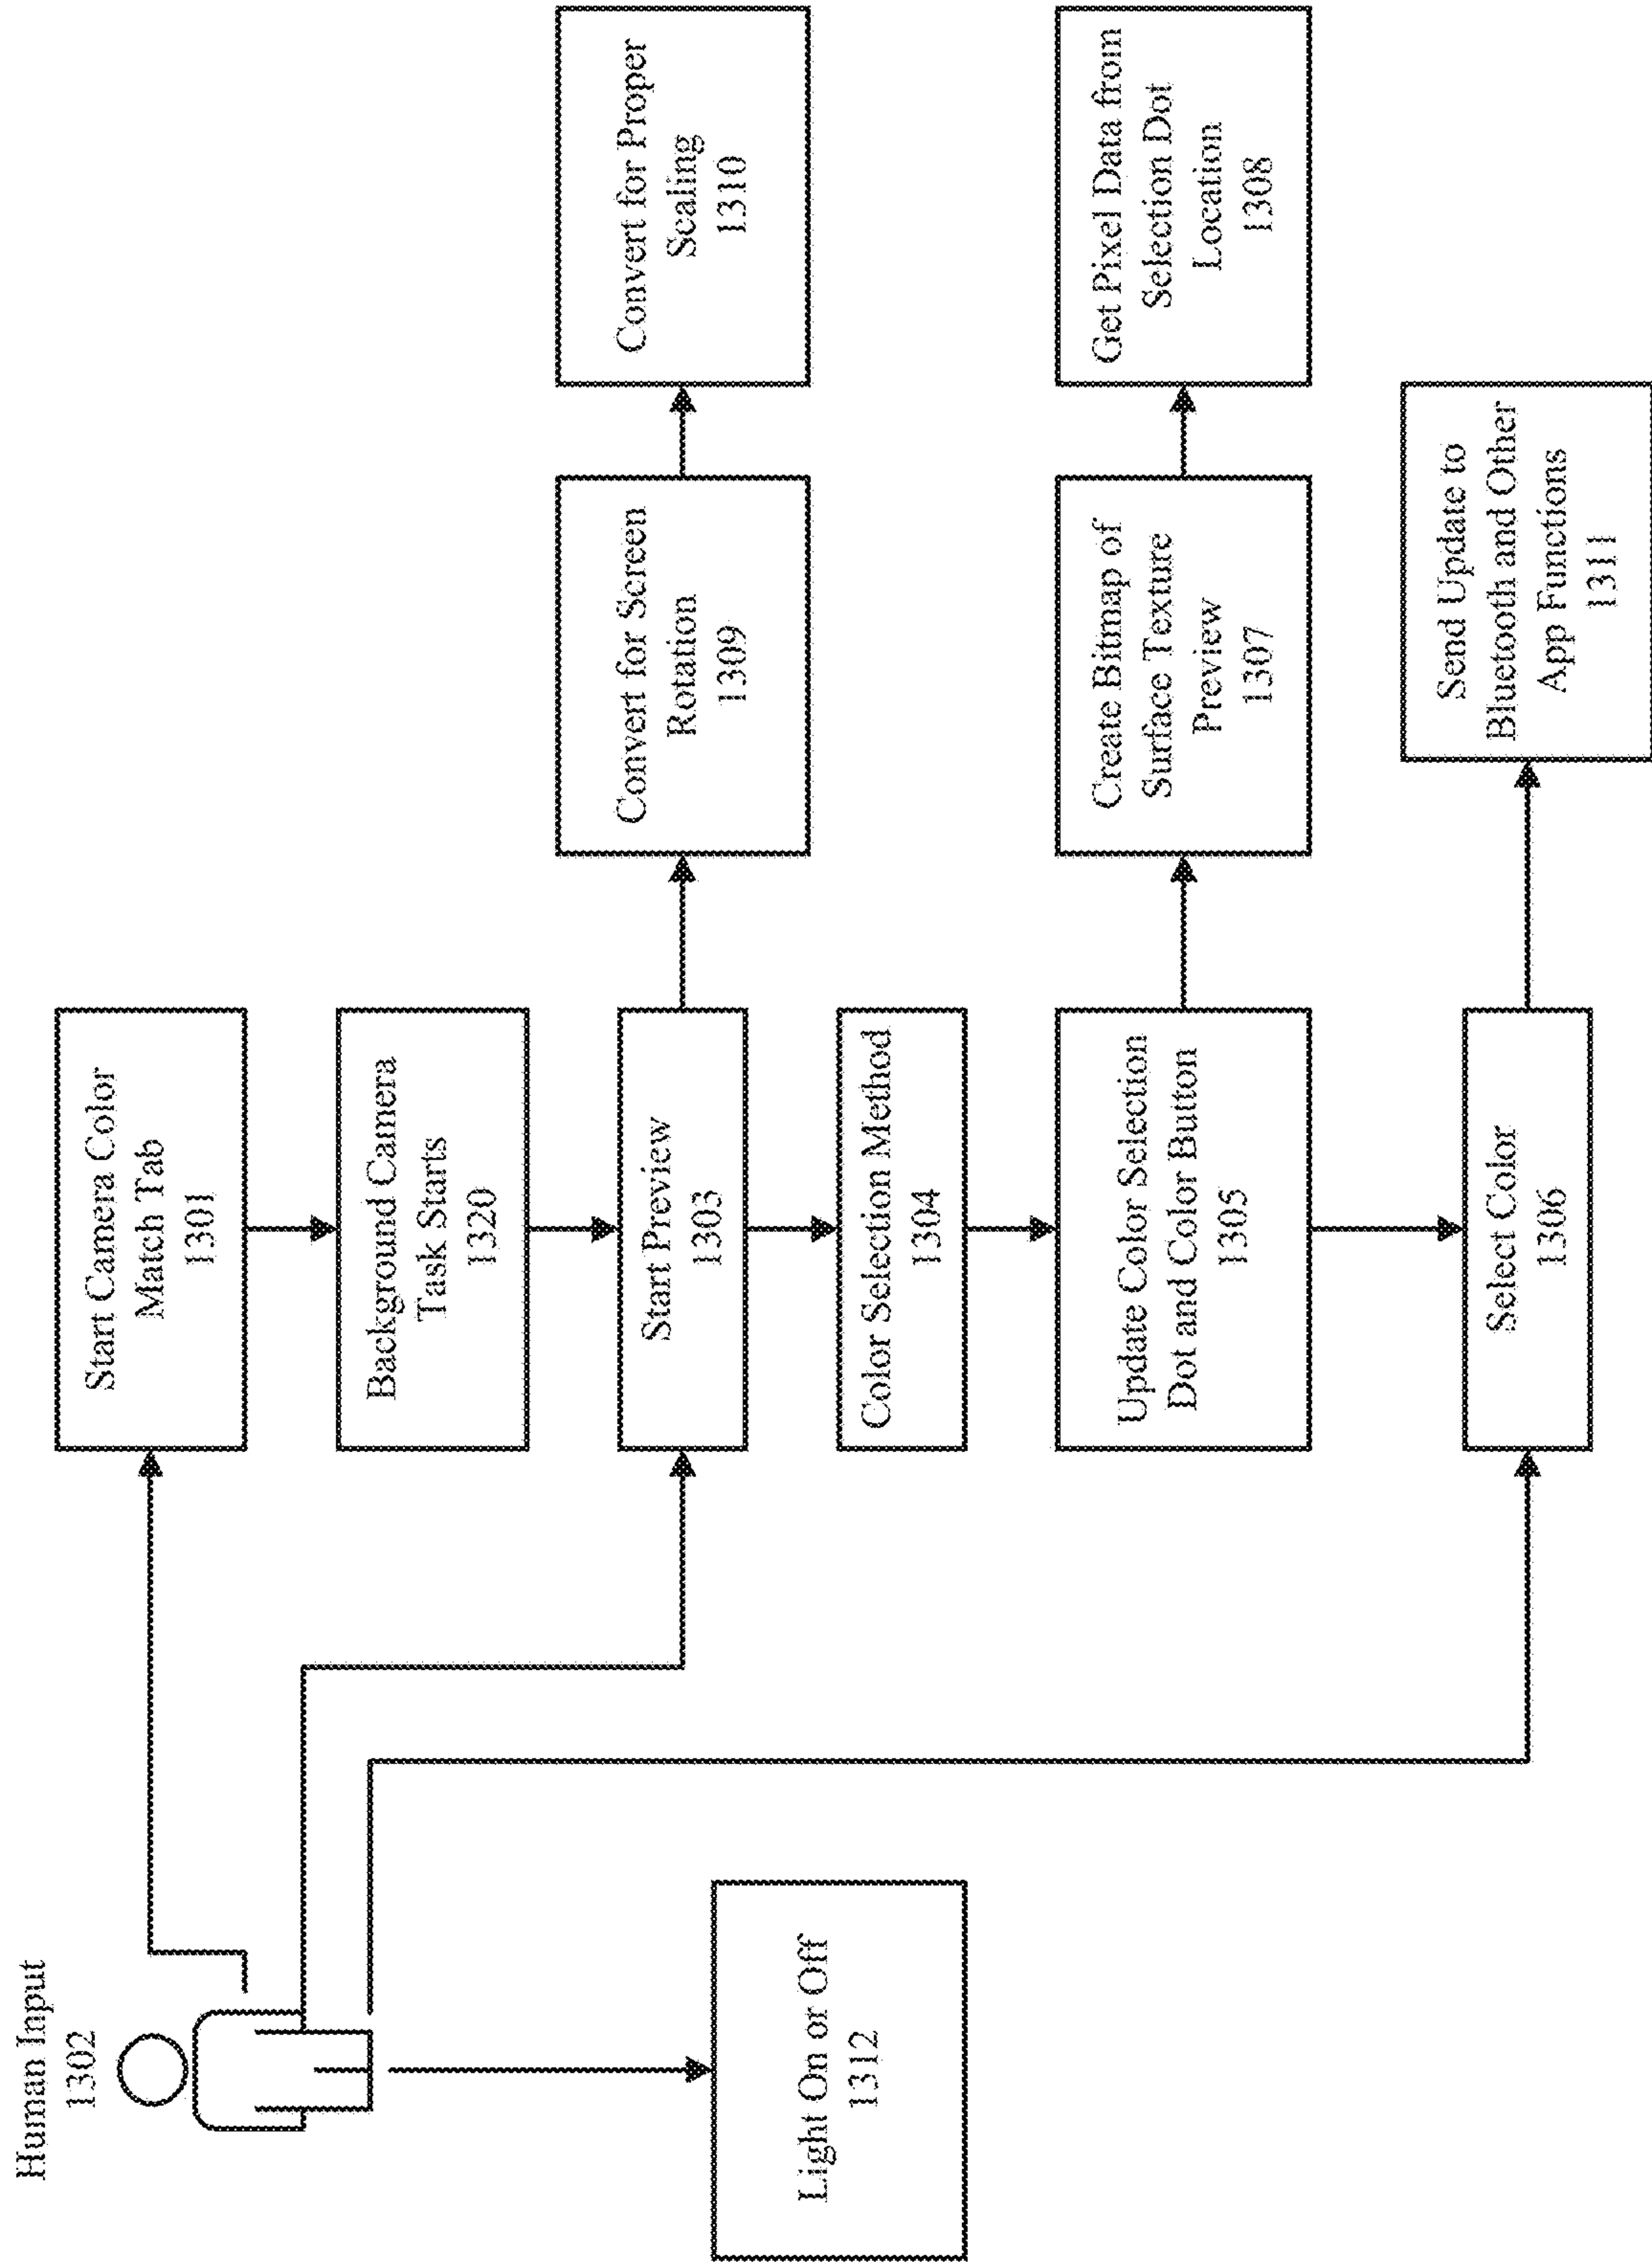 Human Input
1302
Light On or Off
1312
Start Camera Color
Match Tab
1301
Background Camera
Task Starts
1320
Start Preview
1303
Color Selection Method
1304
Update Color Selection
Dot and Color Button
1305
Select Color
1306
Convert for Screen
Rotation
1309
Convert for Proper
Scaling
1310
Create Bitmap of
Surface Texture
Preview
1307
Get Pixel Data from
Selection Dot
Location
1308
Send Update to
Bluetooth and Other
App Functions
1311